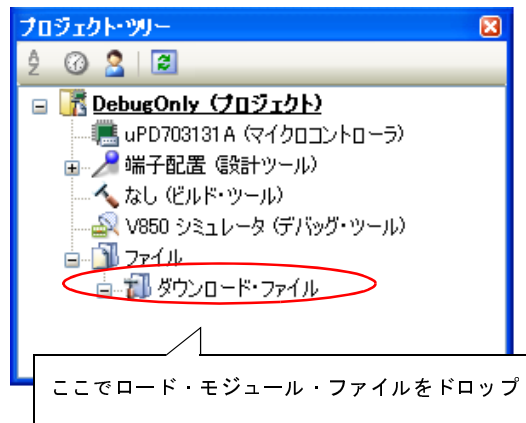 プロジェクト・ツリー
DebugOnly (プロジェクト)
uPD703131A (マイクロコントローラ)
端子配置 (設計ツール)
なし (ビルド・ツール)
V850 シミュレータ (デバッグ・ツール)
ファイル
ダウンロード・ファイル
ここでロード・モジュール・ファイルをドロップ